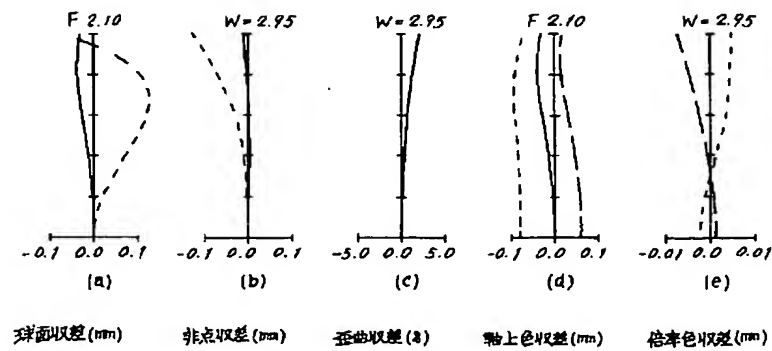 F 2.10 W=2.95 W=2.95 F 2.10 W=2.95
-0.1 0.0 0.1 -0.1 0.0 0.1 -5.0 0.0 5.0 -0.1 0.0 0.1 -0.01 0.0 0.01
(a) (b) (c) (d) (e)
球面収差(mm) 非点収差(mm) 歪曲収差(%) 軸上色収差(mm) 倍率色収差(mm)